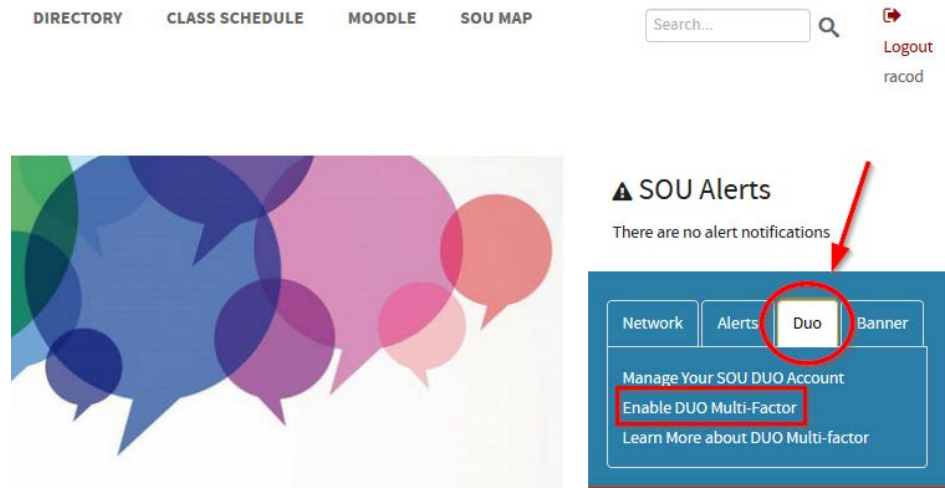 DIRECTORY CLASS SCHEDULE MOODLE SOU MAP
Search...
Logout
racod
SOU Alerts
There are no alert notifications
Network Alerts Duo Banner
Manage Your SOU DUO Account
Enable DUO Multi-Factor
Learn More about DUO Multi-factor